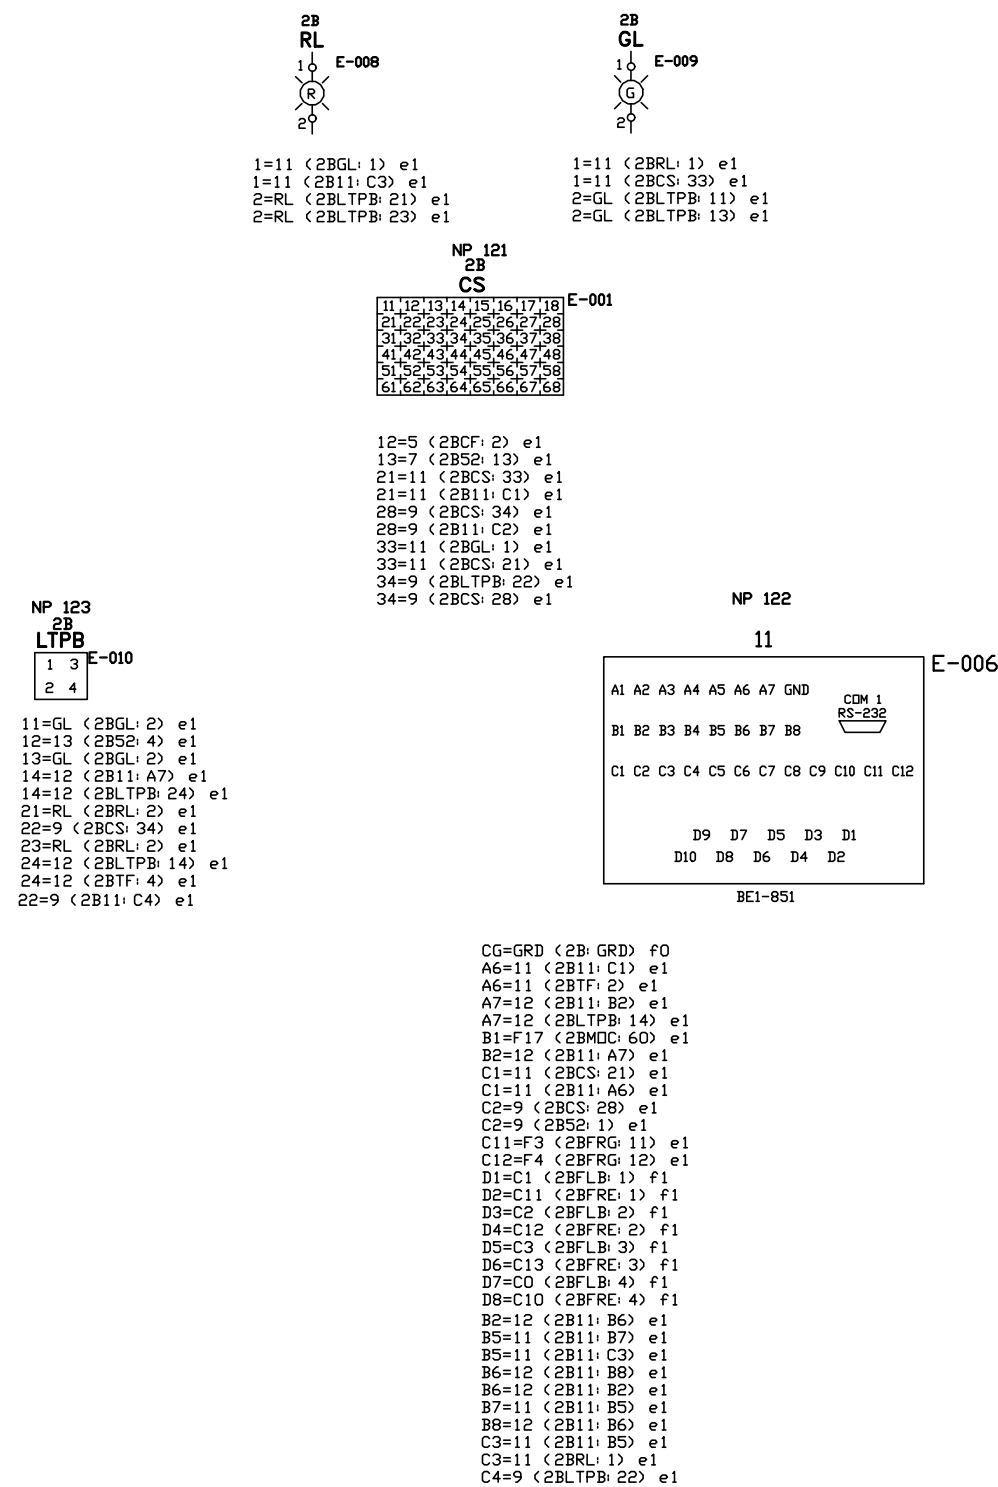 2B
RL
1
E-008
R
2
1=11 (2BGL:1) e1
1=11 (2B11:C3) e1
2=RL (2BLTPB:21) e1
2=RL (2BLTPB:23) e1
2B
GL
1
E-009
G
2
1=11 (2BRL:1) e1
1=11 (2BCS:33) e1
2=GL (2BLTPB:11) e1
2=GL (2BLTPB:13) e1
NP 121
2B
CS
E-001
11 12 13 14 15 16 17 18
21 22 23 24 25 26 27 28
31 32 33 34 35 36 37 38
41 42 43 44 45 46 47 48
51 52 53 54 55 56 57 58
61 62 63 64 65 66 67 68
12=5 (2BCF:2) e1
13=7 (2B52:13) e1
21=11 (2BCS:33) e1
21=11 (2B11:C1) e1
28=9 (2BCS:34) e1
28=9 (2B11:C2) e1
33=11 (2BGL:1) e1
33=11 (2BCS:21) e1
34=9 (2BLTPB:22) e1
34=9 (2BCS:28) e1
NP 123
2B
LTPB
E-010
1 3
2 4
11=GL (2BGL:2) e1
12=13 (2B52:4) e1
13=GL (2BGL:2) e1
14=12 (2B11:A7) e1
14=12 (2BLTPB:24) e1
21=RL (2BRL:2) e1
22=9 (2BCS:34) e1
23=RL (2BRL:2) e1
24=12 (2BLTPB:14) e1
24=12 (2BTF:4) e1
22=9 (2B11:C4) e1
NP 122
11
E-006
A1 A2 A3 A4 A5 A6 A7 GND
COM 1
RS-232
B1 B2 B3 B4 B5 B6 B7 B8
C1 C2 C3 C4 C5 C6 C7 C8 C9 C10 C11 C12
D9 D7 D5 D3 D1
D10 D8 D6 D4 D2
BE1-851
CG=GRD (2B:GRD) f0
A6=11 (2B11:C1) e1
A6=11 (2BTF:2) e1
A7=12 (2B11:B2) e1
A7=12 (2BLTPB:14) e1
B1=F17 (2BMOC:60) e1
B2=12 (2B11:A7) e1
C1=11 (2BCS:21) e1
C1=11 (2B11:A6) e1
C2=9 (2BCS:28) e1
C2=9 (2B52:1) e1
C11=F3 (2BFRG:11) e1
C12=F4 (2BFRG:12) e1
D1=C1 (2BFLB:1) f1
D2=C11 (2BFRE:1) f1
D3=C2 (2BFLB:2) f1
D4=C12 (2BFRE:2) f1
D5=C3 (2BFLB:3) f1
D6=C13 (2BFRE:3) f1
D7=C0 (2BFLB:4) f1
D8=C10 (2BFRE:4) f1
B2=12 (2B11:B6) e1
B5=11 (2B11:B7) e1
B5=11 (2B11:C3) e1
B6=12 (2B11:B8) e1
B6=12 (2B11:B2) e1
B7=11 (2B11:B5) e1
B8=12 (2B11:B6) e1
C3=11 (2B11:B5) e1
C3=11 (2BRL:1) e1
C4=9 (2BLTPB:22) e1